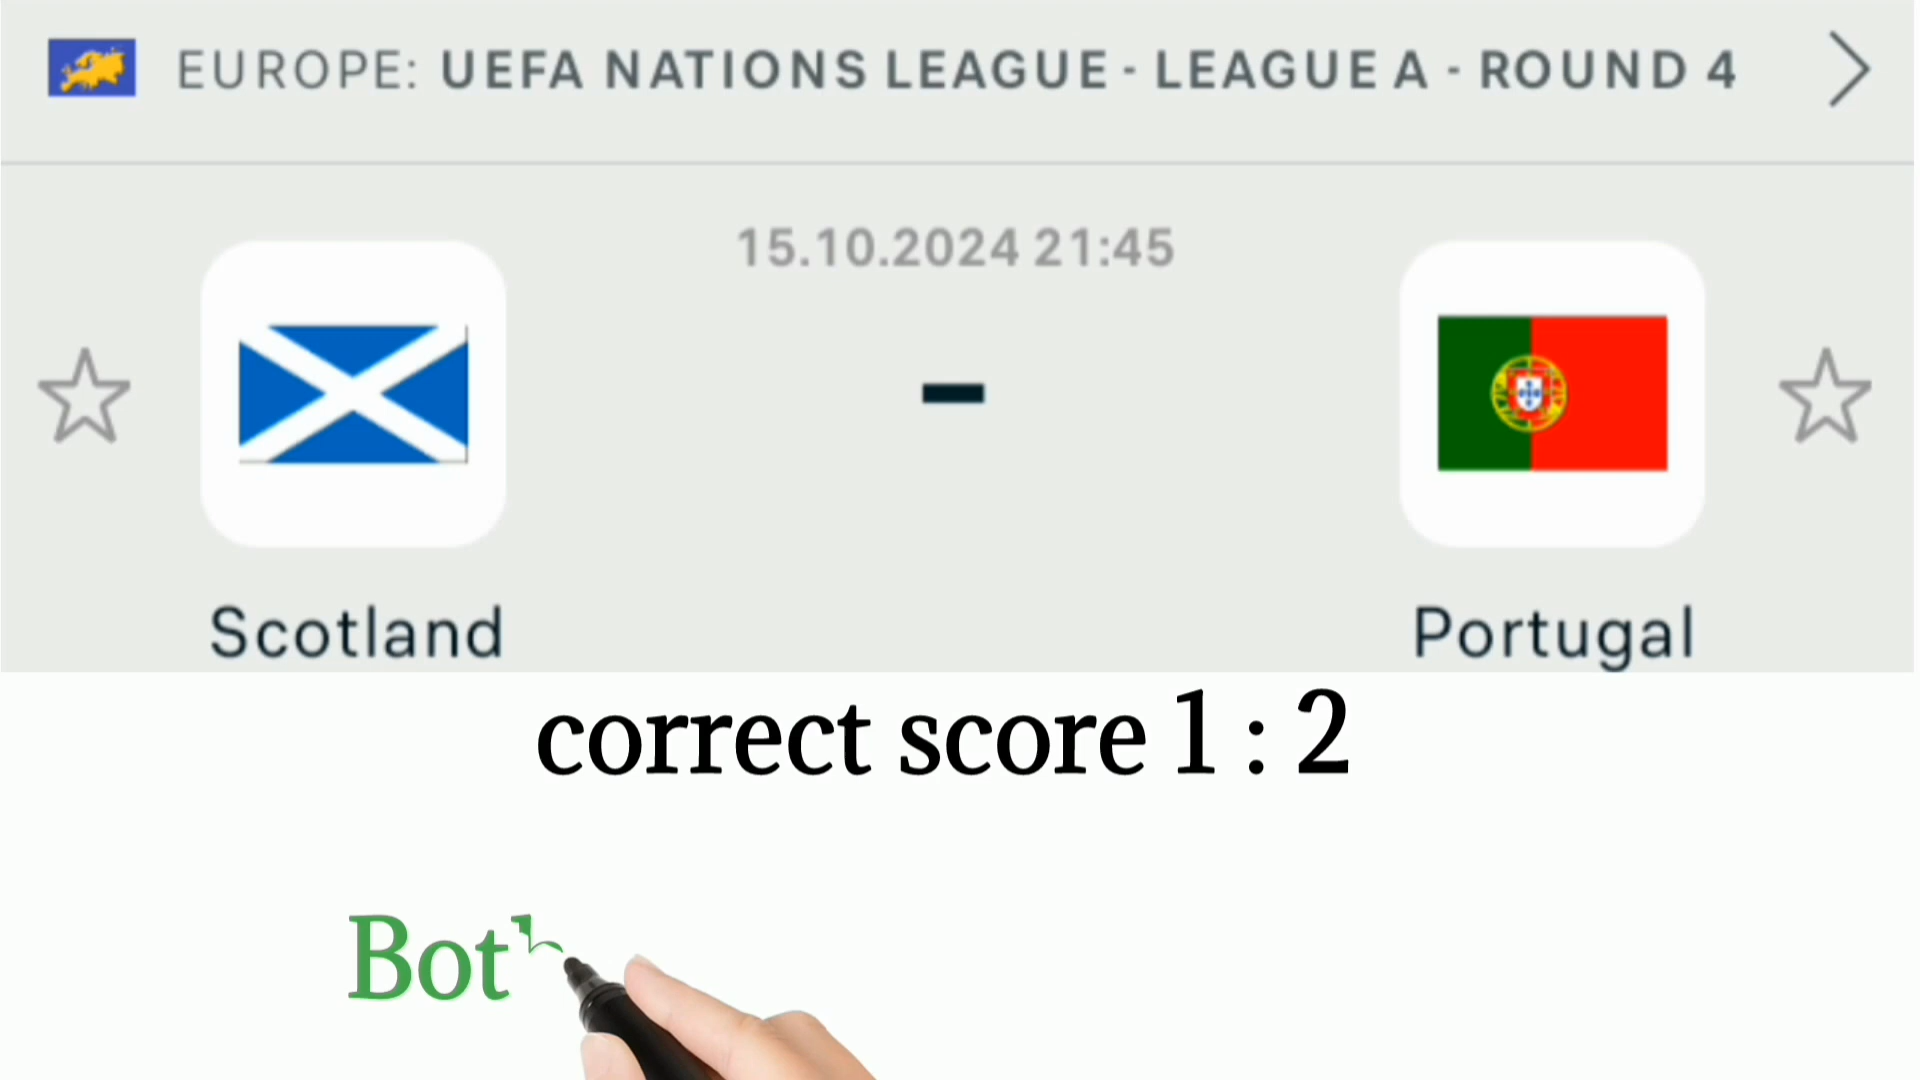 EUROPE: UEFA NATIONS LEAGUE - LEAGUE A - ROUND 4
15.10.2024 21:45
-
Scotland
Portugal
correct score 1 : 2
Bot